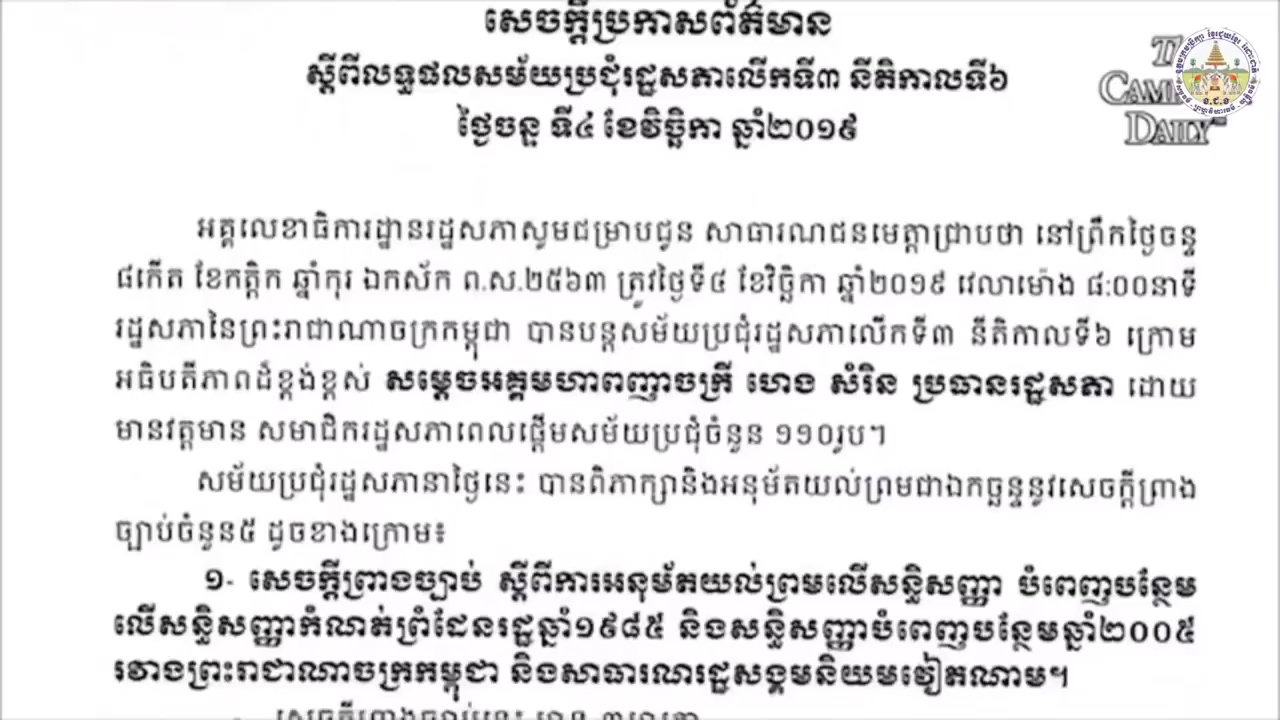 សេចក្តីប្រកាសព័ត៌មាន
ស្តីពីលទ្ធផលសម័យប្រជុំរដ្ឋសភាលើកទី៣ នីតិកាលទី៦
ថ្ងៃចន្ទ ទី៤ ខែវិច្ឆិកា ឆ្នាំ២០១៩
អគ្គលេខាធិការដ្ឋានរដ្ឋសភាសូមជម្រាបជូន សាធារណជនមេត្តាជ្រាបថា នៅព្រឹកថ្ងៃចន្ទ
៨កើត ខែកត្តិក ឆ្នាំកុរ ឯកស័ក ព.ស.២៥៦៣ ត្រូវថ្ងៃទី៤ ខែវិច្ឆិកា ឆ្នាំ២០១៩ វេលាម៉ោង ៨:០០នាទី
រដ្ឋសភានៃព្រះរាជាណាចក្រកម្ពុជា បានបន្តសម័យប្រជុំរដ្ឋសភាលើកទី៣ នីតិកាលទី៦ ក្រោម
អធិបតីភាពដ៏ខ្ពង់ខ្ពស់ សម្តេចអគ្គមហាពញាចក្រី ហេង សំរិន ប្រធានរដ្ឋសភា ដោយ
មានវត្តមាន សមាជិករដ្ឋសភាពេលផ្តើមសម័យប្រជុំចំនួន ១១០រូប។
សម័យប្រជុំរដ្ឋសភានាថ្ងៃនេះ បានពិភាក្សានិងអនុម័តយល់ព្រមជាឯកច្ឆន្ទនូវសេចក្តីព្រាង
ច្បាប់ចំនួន៥ ដូចខាងក្រោម៖
១- សេចក្តីព្រាងច្បាប់ ស្តីពីការអនុម័តយល់ព្រមលើសន្ធិសញ្ញា បំពេញបន្ថែម
លើសន្ធិសញ្ញាកំណត់ព្រំដែនរដ្ឋឆ្នាំ១៩៨៥ និងសន្ធិសញ្ញាបំពេញបន្ថែមឆ្នាំ២០០៥
រវាងព្រះរាជាណាចក្រកម្ពុជា និងសាធារណរដ្ឋសង្គមនិយមវៀតណាម។
DAILY